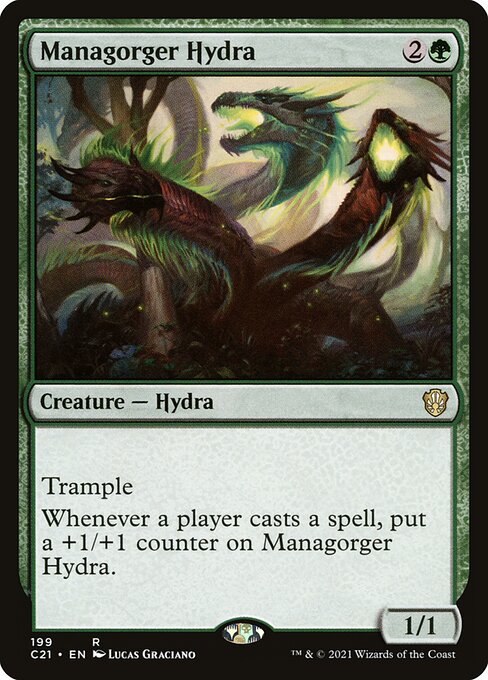 Managorger Hydra 2
Creature — Hydra
Trample
Whenever a player casts a spell, put
a +1/+1 counter on Managorger
Hydra.
1/1
199 R
C21 • EN Lucas Graciano
™ & © 2021 Wizards of the Coast